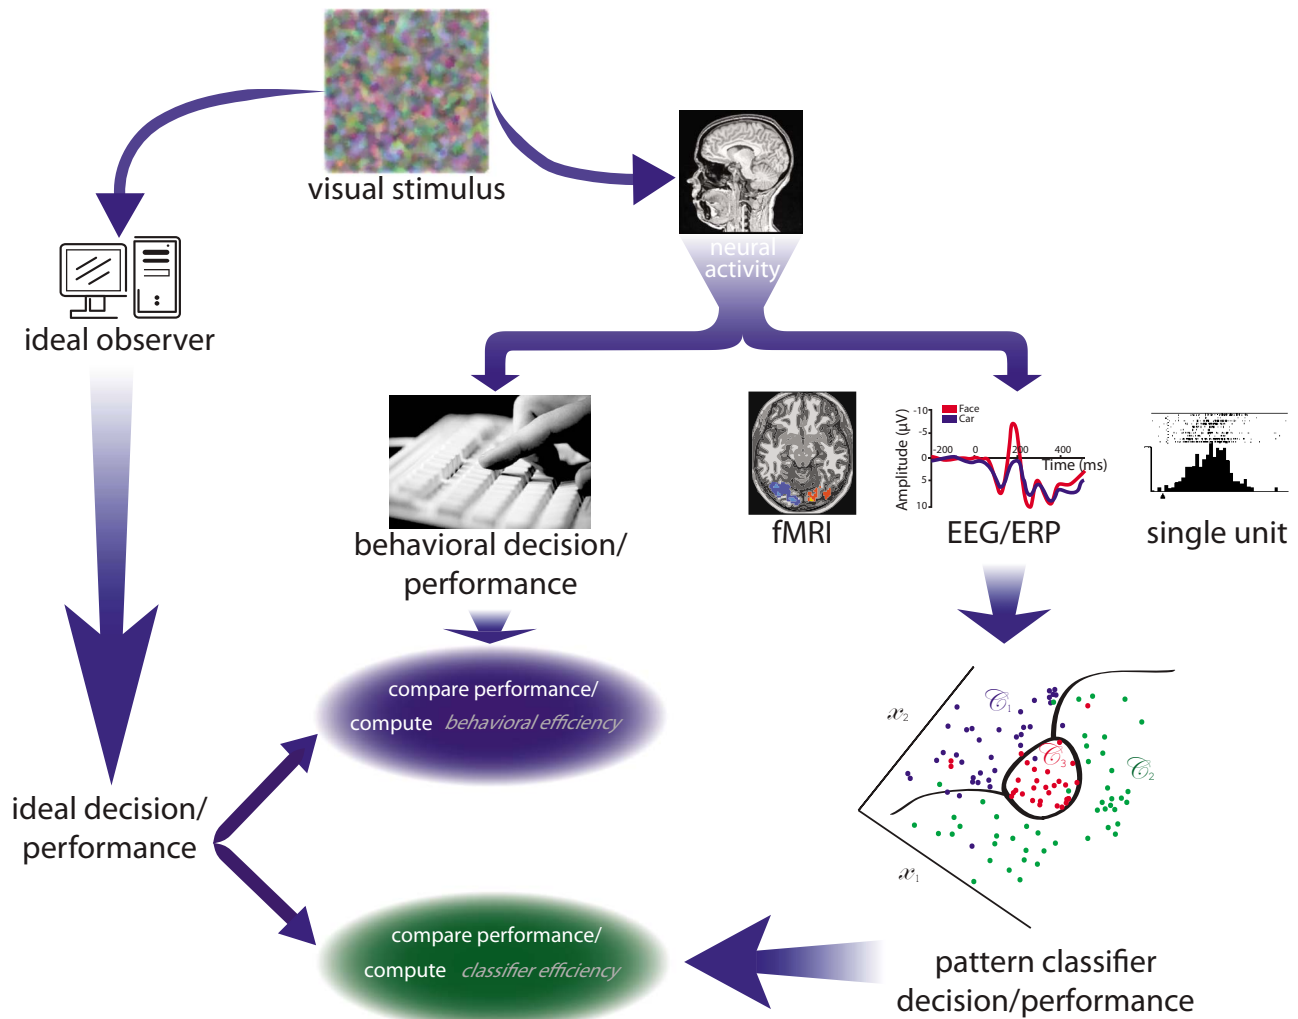 visual stimulus
neural
activity
ideal observer
behavioral decision/
performance
fMRI
Amplitude (µV)
-10
-5
0
5
10
Face
Car
-200
0
200
400
Time (ms)
EEG/ERP
single unit
compare performance/
compute behavioral efficiency
ideal decision/
performance
x₂
x₁
𝒞₁
𝒞₃
𝒞₂
compare performance/
compute classifier efficiency
pattern classifier
decision/performance